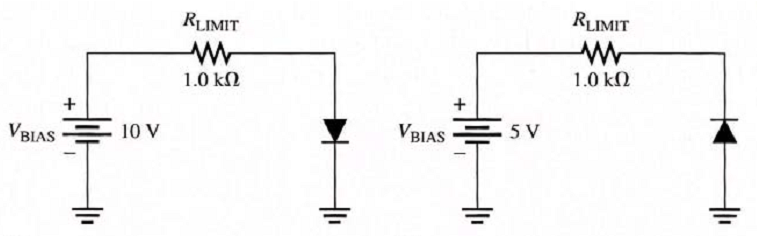 R_LIMIT
1.0 kΩ
+
V_BIAS
10 V
−
R_LIMIT
1.0 kΩ
+
V_BIAS
5 V
−